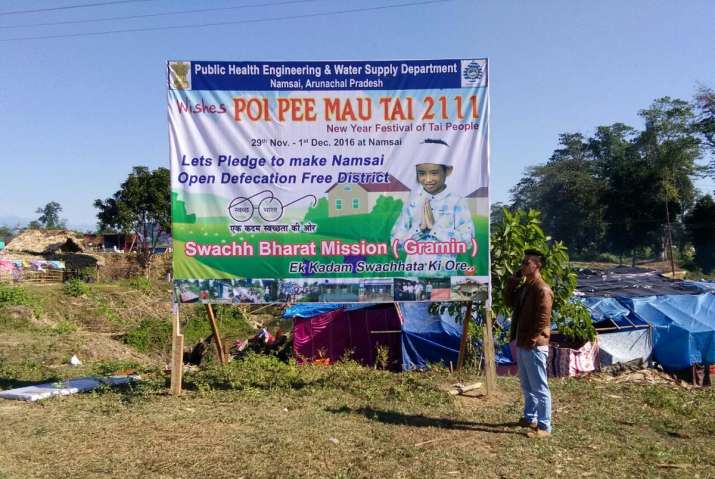 Public Health Engineering & Water Supply Department
Namsai, Arunachal Pradesh
Wishes POI PEE MAU TAI 2111
New Year Festival of Tai People
29th Nov. - 1st Dec. 2016 at Namsai
Lets Pledge to make Namsai
Open Defecation Free District
स्वच्छ भारत
एक कदम स्वच्छता की ओर
Swachh Bharat Mission ( Gramin )
Ek Kadam Swachhata Ki Ore..